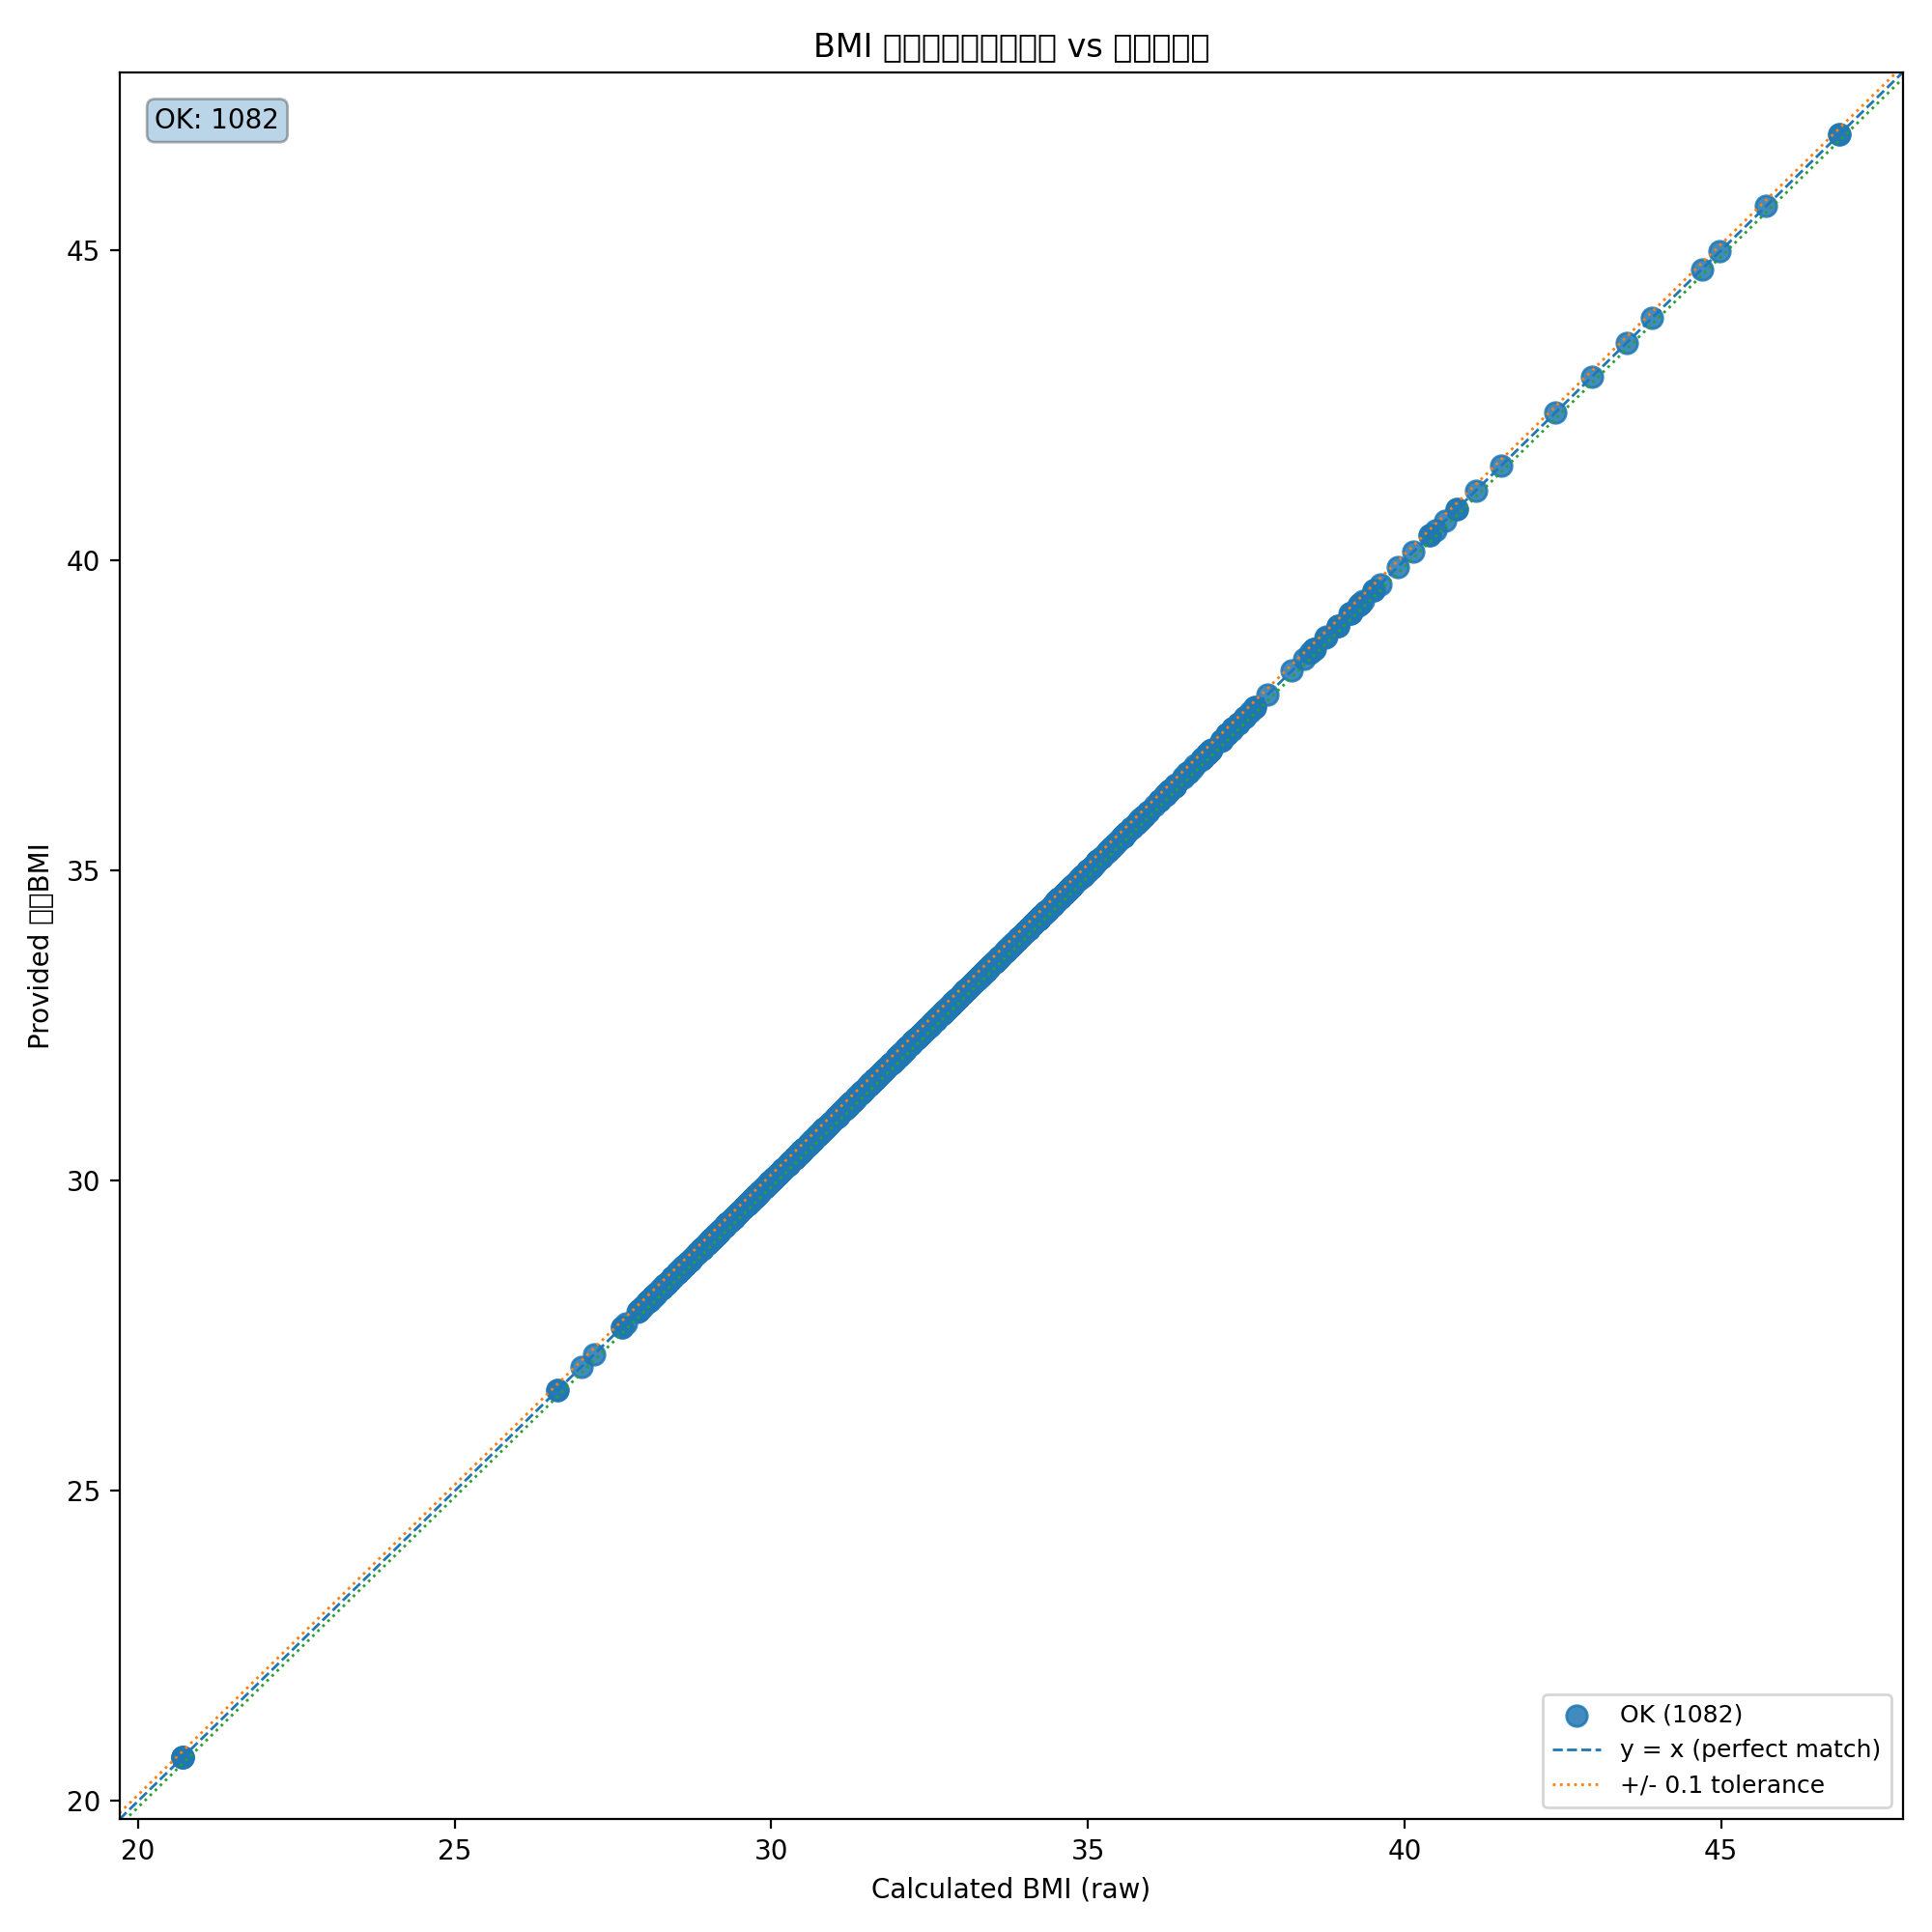 BMI vs
OK: 1082
45
40
35
30
25
20
Provided BMI
20
25
30
35
40
45
Calculated BMI (raw)
OK (1082)
y = x (perfect match)
+/- 0.1 tolerance